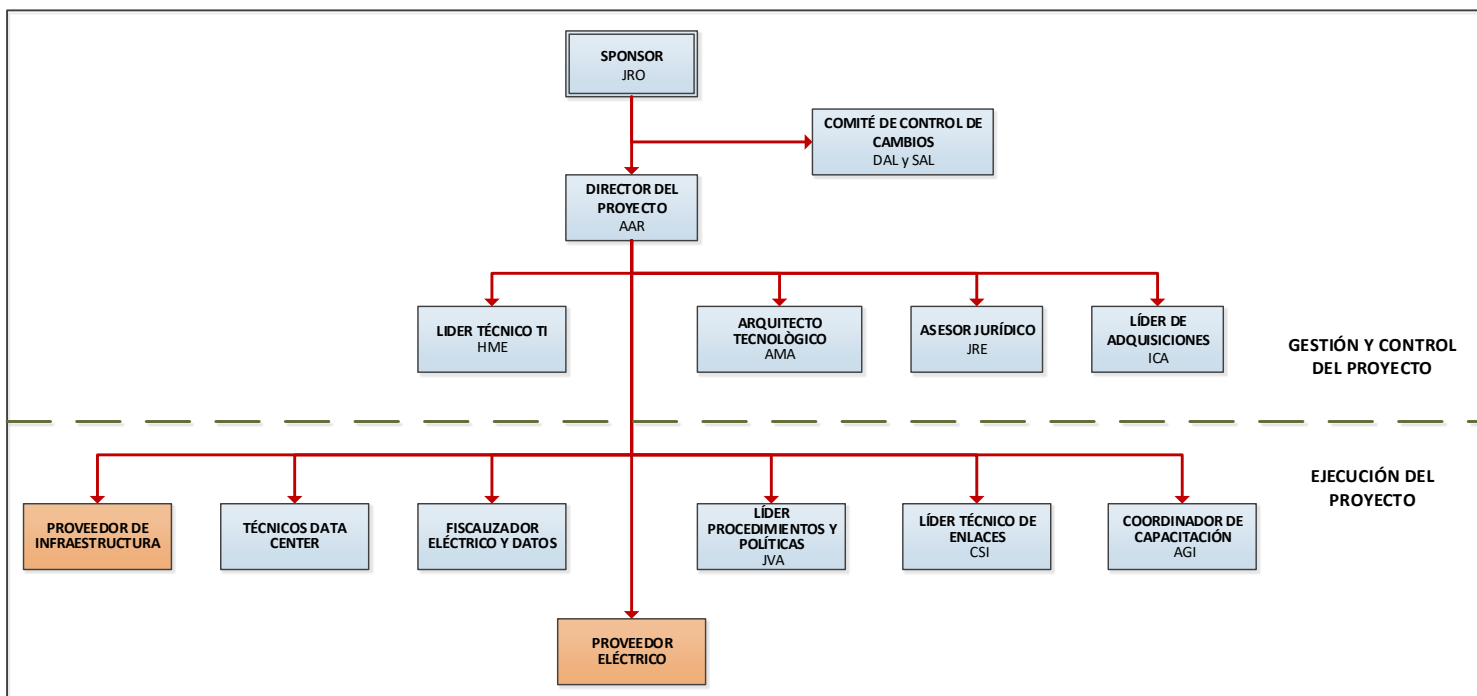 SPONSOR
JRO
COMITÉ DE CONTROL DE
CAMBIOS
DAL y SAL
DIRECTOR DEL
PROYECTO
AAR
LIDER TÉCNICO TI
HME
ARQUITECTO
TECNOLÒGICO
AMA
ASESOR JURÍDICO
JRE
LÍDER DE
ADQUISICIONES
ICA
GESTIÓN Y CONTROL
DEL PROYECTO
EJECUCIÓN DEL
PROYECTO
PROVEEDOR DE
INFRAESTRUCTURA
TÉCNICOS DATA
CENTER
FISCALIZADOR
ELÉCTRICO Y DATOS
LÍDER
PROCEDIMIENTOS Y
POLÍTICAS
JVA
LÍDER TÉCNICO DE
ENLACES
CSI
COORDINADOR DE
CAPACITACIÓN
AGI
PROVEEDOR
ELÉCTRICO